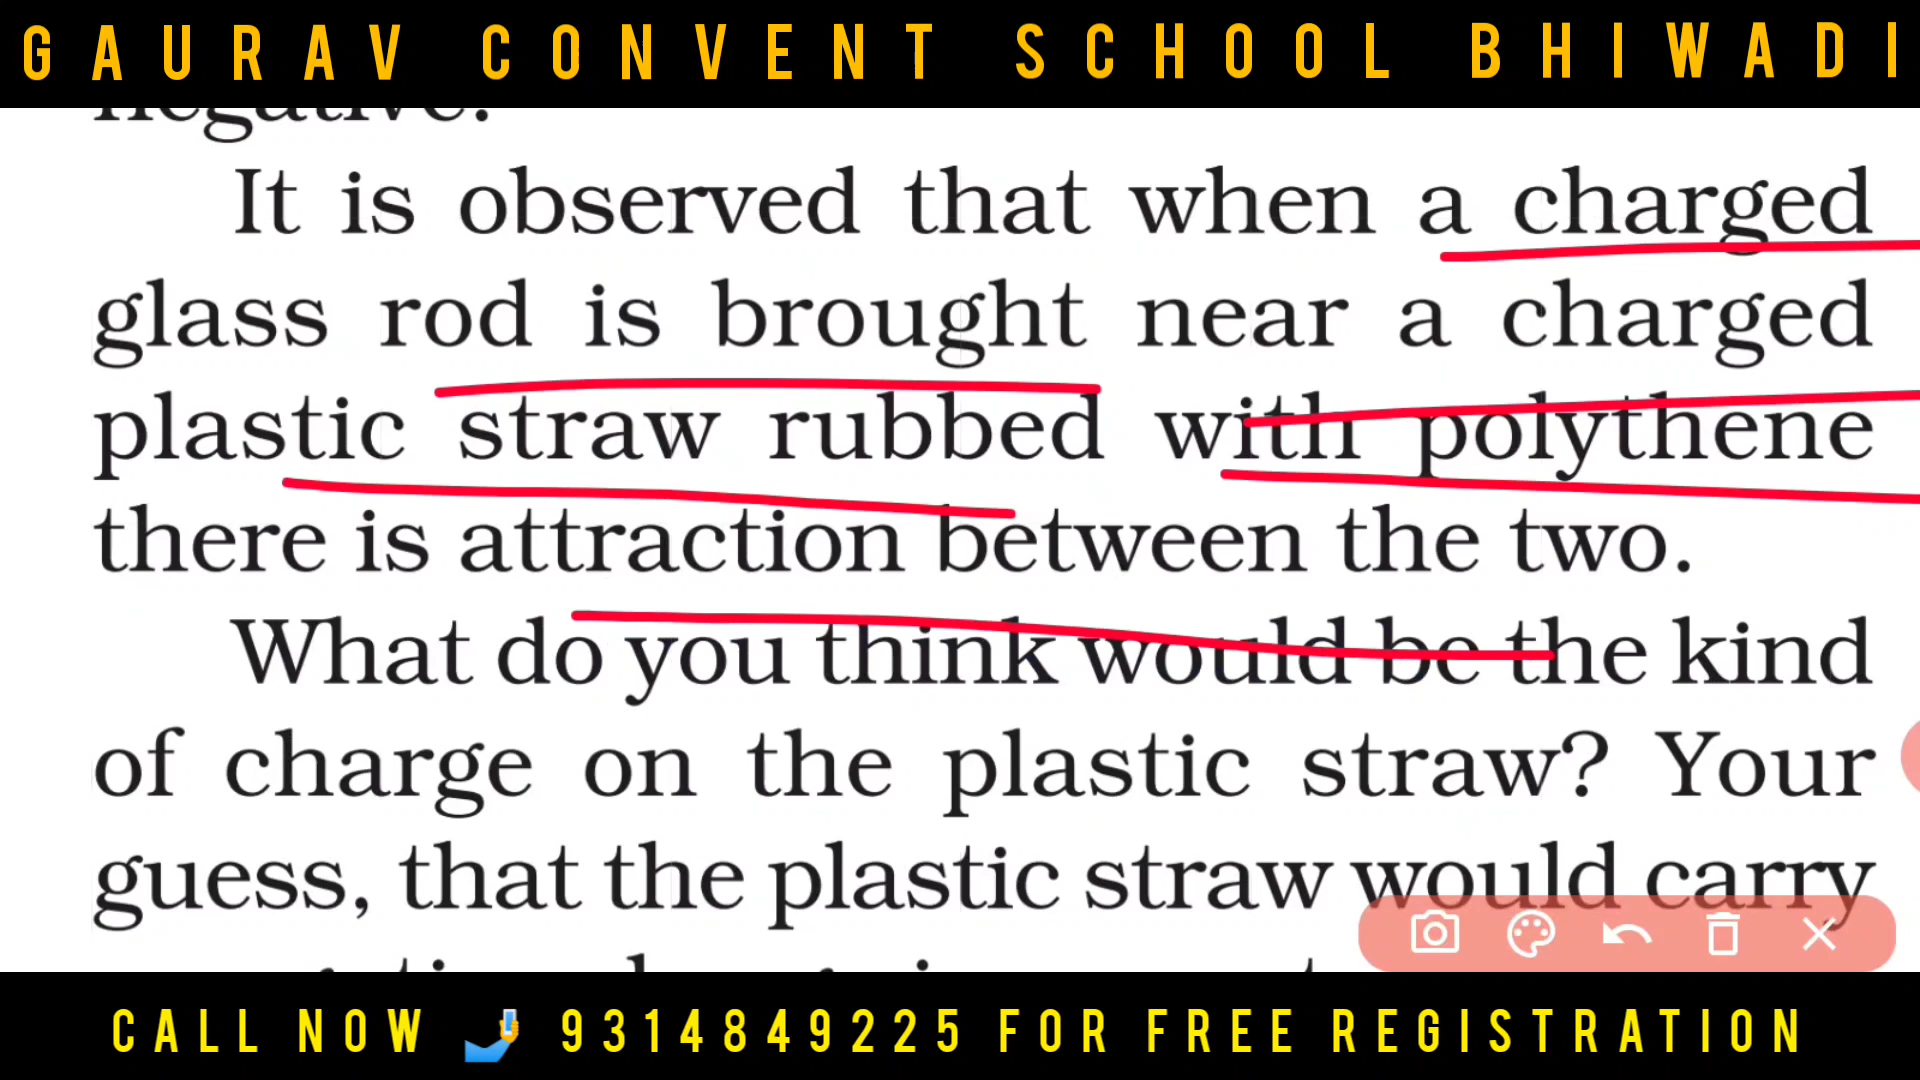 GAURAV CONVENT SCHOOL BHIWADI
negative.
It is observed that when a charged
glass rod is brought near a charged
plastic straw rubbed with polythene
there is attraction between the two.
What do you think would be the kind
of charge on the plastic straw? Your
guess, that the plastic straw would carry
CALL NOW 9314849225 FOR FREE REGISTRATION